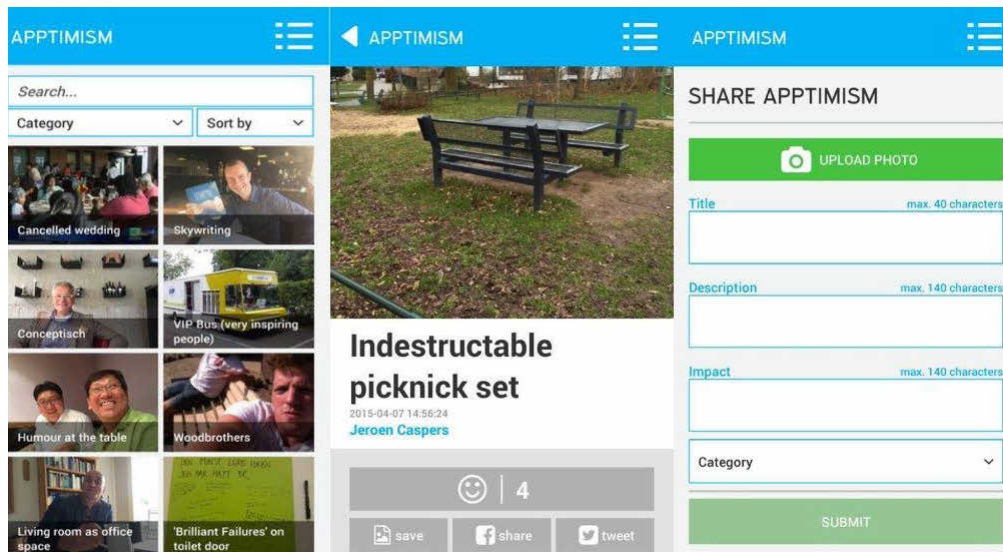 APPTIMISM
Search...
Category
Sort by
Cancelled wedding
Skywriting
Conceptisch
VIP Bus (very inspiring
people)
Humour at the table
Woodbrothers
Living room as office
space
'Brilliant Failures' on
toilet door
APPTIMISM
Indestructable
picknick set
2015-04-07 14:56:24
Jeroen Caspers
4
save
share
tweet
APPTIMISM
SHARE APPTIMISM
UPLOAD PHOTO
Title
max. 40 characters
Description
max. 140 characters
Impact
max. 140 characters
Category
SUBMIT